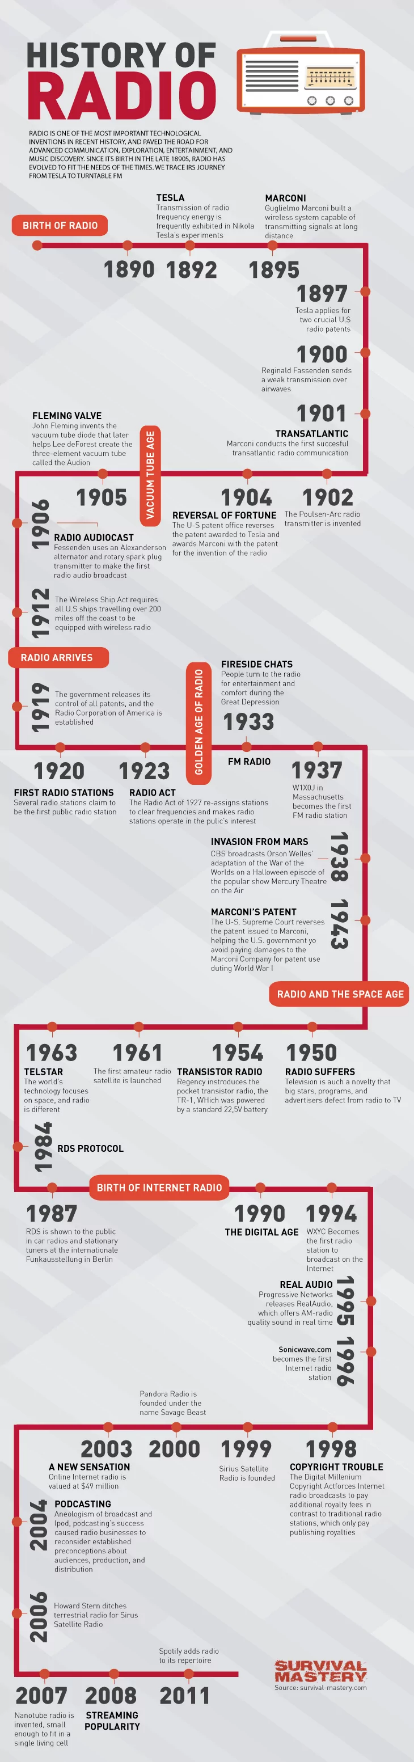 HISTORY OF
RADIO
RADIO IS ONE OF THE MOST IMPORTANT TECHNOLOGICAL
INVENTIONS IN RECENT HISTORY, AND PAVED THE ROAD FOR
ADVANCED COMMUNICATION, EXPLORATION, ENTERTAINMENT, AND
MUSIC DISCOVERY. SINCE ITS BIRTH IN THE LATE 1890S, RADIO HAS
EVOLVED TO FIT THE NEEDS OF THE TIMES, WE TRACE IRS JOURNEY
FROM TESLA TO TURNTABLE FM
BIRTH OF RADIO
1890
TESLA
Transmission of radio
frequency energy is
frequently exhibited in Nikola
Tesla's experiments
1892
MARCONI
Guglielmo Marconi built a
wireless system capable of
transmitting signals at long
distance
1895
1897
Tesla applies for
two crucial U.S
radio patents
1900
Reginald Fassenden sends
a weak transmission over
airwaves
1901
TRANSATLANTIC
Marconi conducts the first succesful
transatlantic radio communication
1902
The Poulsen-Arc radio
transmitter is invented
1904
REVERSAL OF FORTUNE
The U-S patent office reverses
the patent awarded to Tesla and
awards Marconi with the patent
for the invention of the radio
VACUUM TUBE AGE
FLEMING VALVE
John Fleming invents the
vacuum tube diode that later
helps Lee deForest create the
three-element vacuum tube
called the Audion
1905
1906
RADIO AUDIOCAST
Fessenden uses an Alexanderson
alternator and rotary spark plug
transmitter to make the first
radio audio broadcast
1912
The Wireless Ship Act requires
all U.S ships travelling over 200
miles off the coast to be
equipped with wireless radio
RADIO ARRIVES
1919
The government releases its
control of all patents, and the
Radio Corporation of America is
established
1920
FIRST RADIO STATIONS
Several radio stations claim to
be the first public radio station
1923
RADIO ACT
The Radio Act of 1927 re-assigns stations
to clear frequencies and makes radio
stations operate in the pulic's interest
GOLDEN AGE OF RADIO
FIRESIDE CHATS
People turn to the radio
for entertainment and
comfort during the
Great Depression
1933
FM RADIO
1937
W1X0J in
Massachusetts
becomes the first
FM radio station
INVASION FROM MARS
CBS broadcasts Orson Welles'
adaptation of the War of the
Worlds on a Halloween episode of
the popular show Mercury Theatre
on the Air
1938
MARCONI'S PATENT
The U-S. Supreme Court reverses
the patent issued to Marconi,
helping the U.S. government yo
avoid paying damages to the
Marconi Company for patent use
duting World War I
1943
RADIO AND THE SPACE AGE
1950
RADIO SUFFERS
Television is auch a novelty that
big stars, programs, and
advertisers defect from radio to TV
1954
TRANSISTOR RADIO
Regency instroduces the
pocket transistor radio, the
TR-1, WHich was powered
by a standard 22,5V battery
1961
The first amateur radio
satellite is launched
1963
TELSTAR
The world's
technology focuses
on space, and radio
is different
1984
RDS PROTOCOL
1987
RDS is shown to the public
in car radios and stationary
tuners at the internationale
Funkausstellung in Berlin
BIRTH OF INTERNET RADIO
1990
THE DIGITAL AGE
1994
WXYC Becomes
the first radio
station to
broadcast on the
Internet
REAL AUDIO
Progressive Networks
releases RealAudio,
which offers AM-radio
quality sound in real time
1995
Sonicwave.com
becomes the first
Internet radio
station
1996
1998
COPYRIGHT TROUBLE
The Digital Millenium
Copyright Actforces Internet
radio broadcasts to pay
additional royalty fees in
contrast to traditional radio
stations, which only pay
publishing royalties
1999
Sirius Satellite
Radio is founded
Pandora Radio is
founded under the
name Savage Beast
2000
2003
A NEW SENSATION
Online Internet radio is
valued at $49 million
2004
PODCASTING
Aneologism of broadcast and
Ipod, podcasting's success
caused radio businesses to
reconsider established
preconceptions about
audiences, production, and
distribution
2006
Howard Stern ditches
terrestrial radio for Sirus
Satellite Radio
2007
Nanotube radio is
invented, small
enough to fit in a
single living cell
2008
STREAMING
POPULARITY
Spotify adds radio
to its repertoire
2011
SURVIVAL
MASTERY
Source: survival-mastery.com